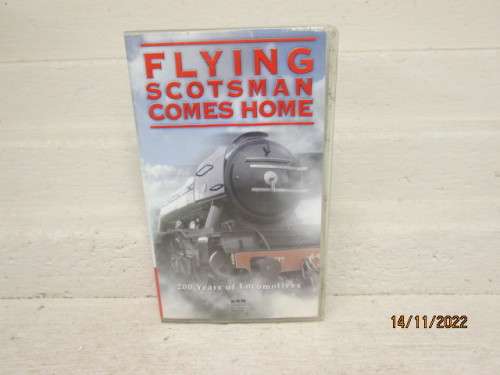 FLYING
SCOTSMAN
COMES HOME
200 Years of Locomotives
14/11/2022